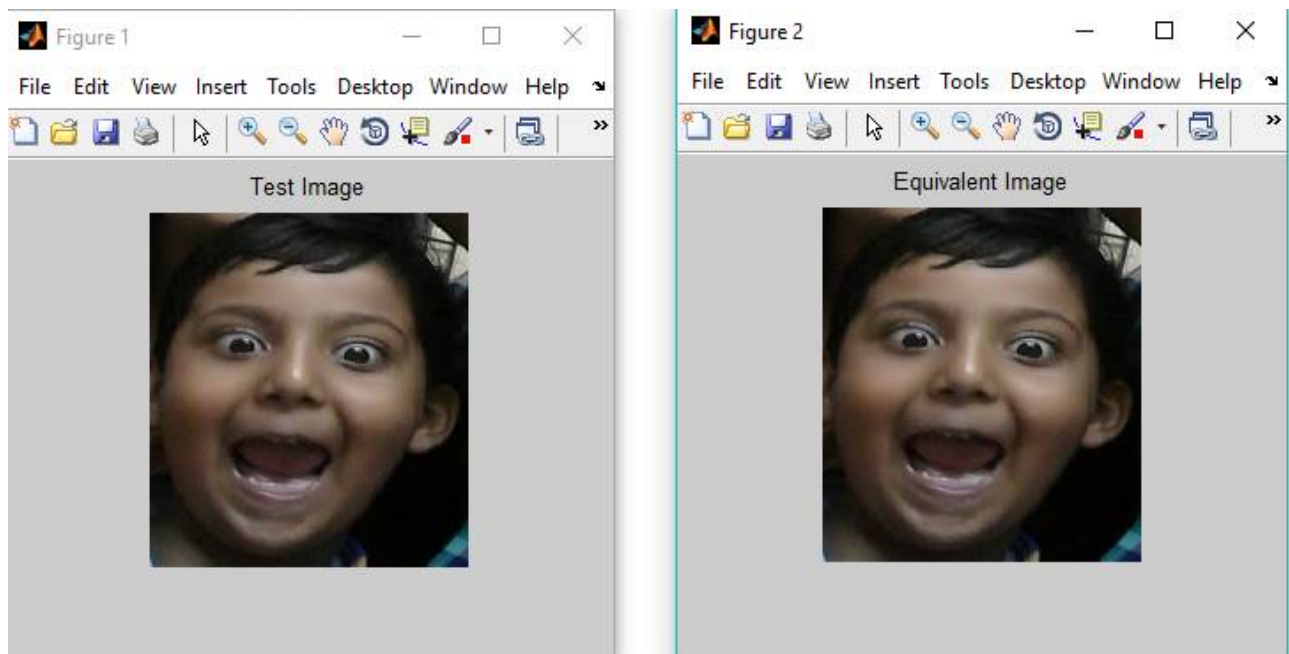 Figure 1
File Edit View Insert Tools Desktop Window Help
Test Image
Figure 2
File Edit View Insert Tools Desktop Window Help
Equivalent Image